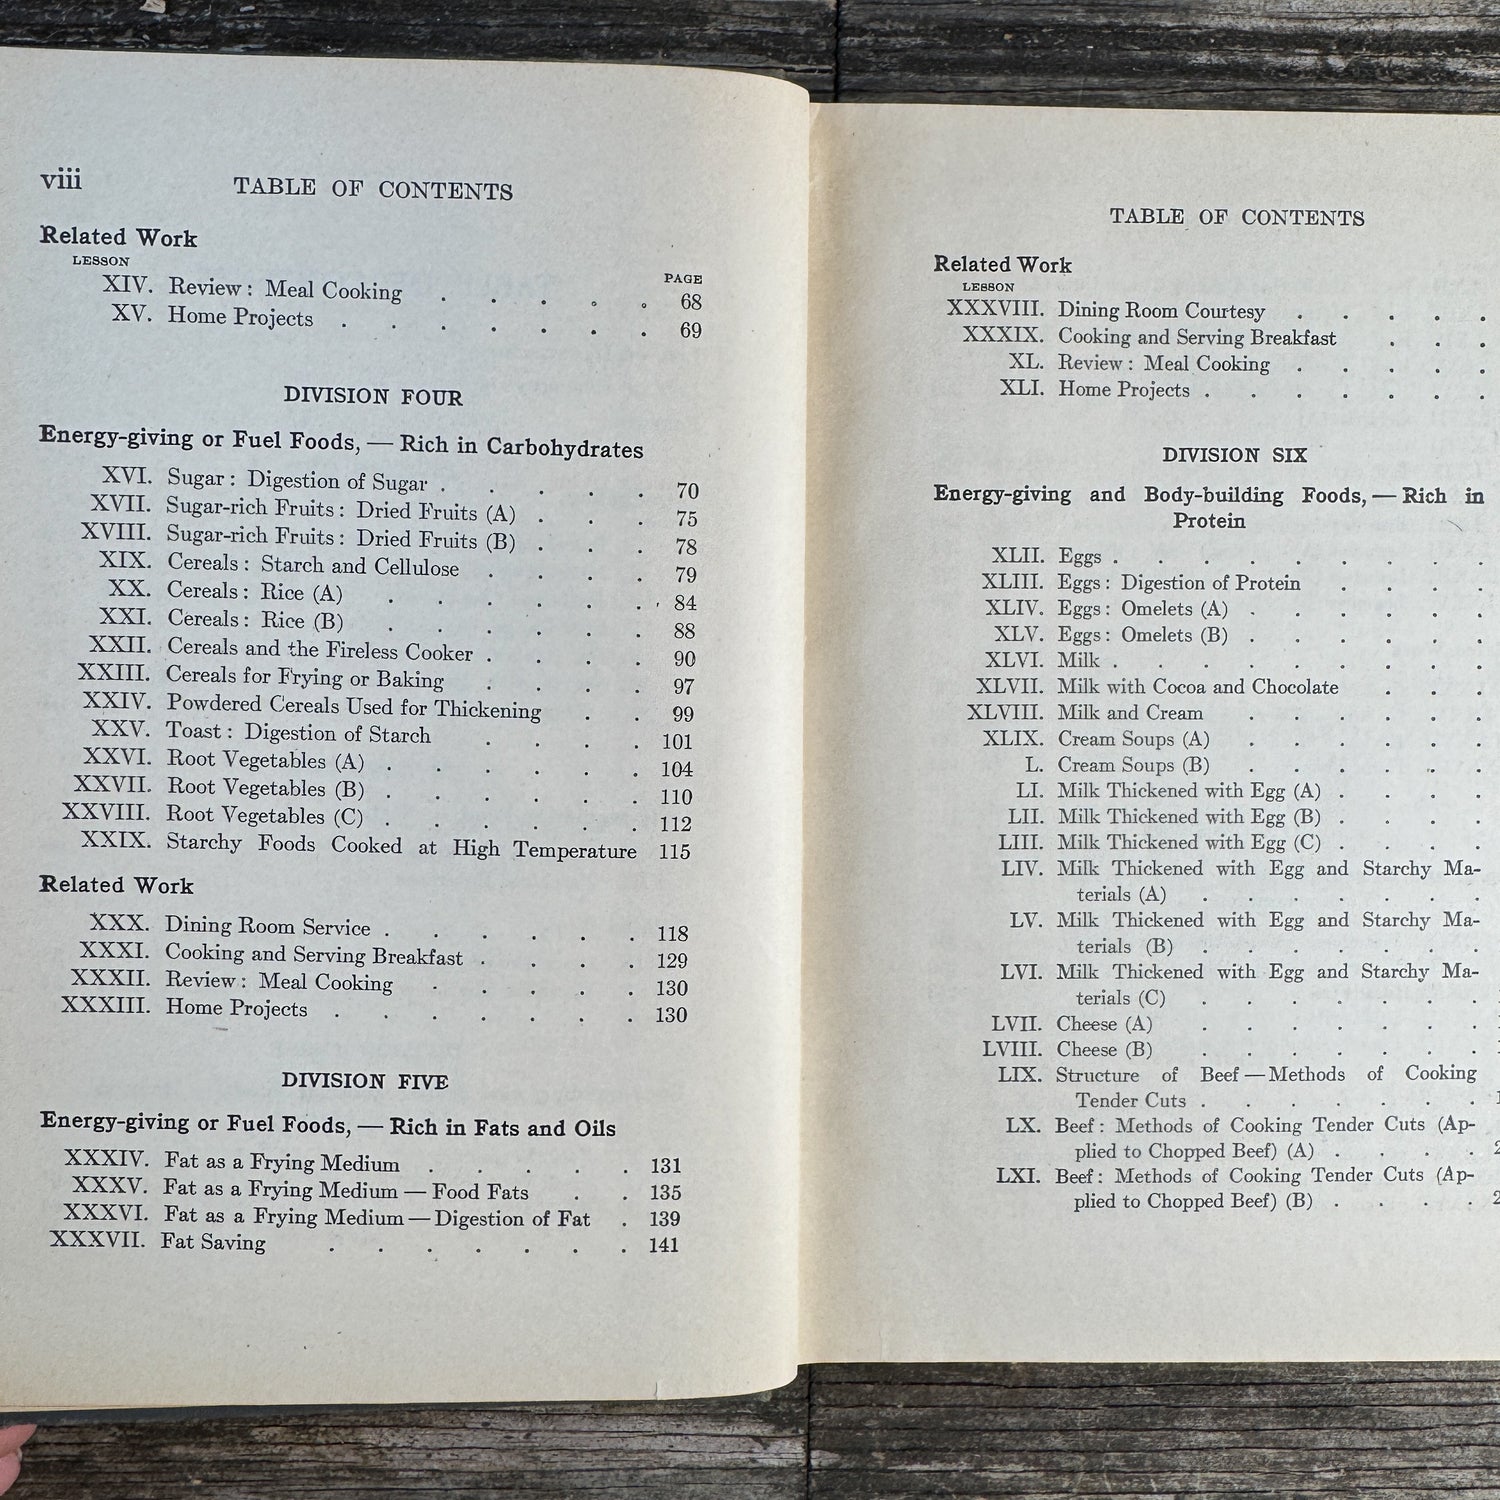 viii
TABLE OF CONTENTS
Related Work
LESSON
PAGE
XIV. Review: Meal Cooking . . . . . 68
XV. Home Projects . . . . . . . 69
DIVISION FOUR
Energy-giving or Fuel Foods, — Rich in Carbohydrates
XVI. Sugar: Digestion of Sugar . . . . . 70
XVII. Sugar-rich Fruits: Dried Fruits (A) . . . 75
XVIII. Sugar-rich Fruits: Dried Fruits (B) . . . 78
XIX. Cereals: Starch and Cellulose . . . . 79
XX. Cereals: Rice (A) . . . . . . 84
XXI. Cereals: Rice (B) . . . . . . 88
XXII. Cereals and the Fireless Cooker . . . . 90
XXIII. Cereals for Frying or Baking . . . . 97
XXIV. Powdered Cereals Used for Thickening . . 99
XXV. Toast: Digestion of Starch . . . . 101
XXVI. Root Vegetables (A) . . . . . . 104
XXVII. Root Vegetables (B) . . . . . . 110
XXVIII. Root Vegetables (C) . . . . . . 112
XXIX. Starchy Foods Cooked at High Temperature 115
Related Work
XXX. Dining Room Service . . . . . . 118
XXXI. Cooking and Serving Breakfast . . . . 129
XXXII. Review: Meal Cooking . . . . . 130
XXXIII. Home Projects . . . . . . . 130
DIVISION FIVE
Energy-giving or Fuel Foods, — Rich in Fats and Oils
XXXIV. Fat as a Frying Medium . . . . . 131
XXXV. Fat as a Frying Medium — Food Fats . . 135
XXXVI. Fat as a Frying Medium — Digestion of Fat . 139
XXXVII. Fat Saving . . . . . . . 141
TABLE OF CONTENTS
Related Work
LESSON
XXXVIII. Dining Room Courtesy . . . . .
XXXIX. Cooking and Serving Breakfast . . .
XL. Review: Meal Cooking . . . . .
XLI. Home Projects . . . . . . .
DIVISION SIX
Energy-giving and Body-building Foods, — Rich in
Protein
XLII. Eggs . . . . . . . . .
XLIII. Eggs: Digestion of Protein . . . .
XLIV. Eggs: Omelets (A) . . . . . .
XLV. Eggs: Omelets (B) . . . . . .
XLVI. Milk . . . . . . . . .
XLVII. Milk with Cocoa and Chocolate . . .
XLVIII. Milk and Cream . . . . . .
XLIX. Cream Soups (A) . . . . . .
L. Cream Soups (B) . . . . . .
LI. Milk Thickened with Egg (A) . . . .
LII. Milk Thickened with Egg (B) . . . .
LIII. Milk Thickened with Egg (C) . . . .
LIV. Milk Thickened with Egg and Starchy Ma-
terials (A) . . . . . . .
LV. Milk Thickened with Egg and Starchy Ma-
terials (B) . . . . . . .
LVI. Milk Thickened with Egg and Starchy Ma-
terials (C) . . . . . . .
LVII. Cheese (A) . . . . . . .
LVIII. Cheese (B) . . . . . . .
LIX. Structure of Beef — Methods of Cooking
Tender Cuts . . . . . . .
LX. Beef: Methods of Cooking Tender Cuts (Ap-
plied to Chopped Beef) (A) . . . .
LXI. Beef: Methods of Cooking Tender Cuts (Ap-
plied to Chopped Beef) (B) . . . .